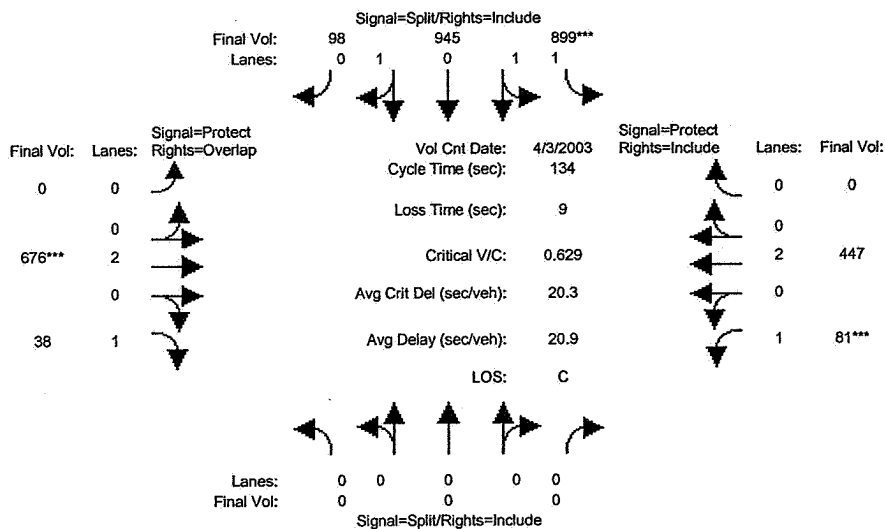 Signal=Split/Rights=Include
Final Vol: 98 945 899***
Lanes: 0 1 0 1 1
Signal=Protect
Final Vol: Lanes: Rights=Overlap
Vol Cnt Date: 4/3/2003
Signal=Protect
Rights=Include Lanes: Final Vol:
Cycle Time (sec): 134
0 0
0 0
Loss Time (sec): 9
0
0
676*** 2
Critical V/C: 0.629
2 447
0
Avg Crit Del (sec/veh): 20.3
0
38 1
Avg Delay (sec/veh): 20.9
1 81***
LOS: C
Lanes: 0 0 0 0 0
Final Vol: 0 0 0
Signal=Split/Rights=Include